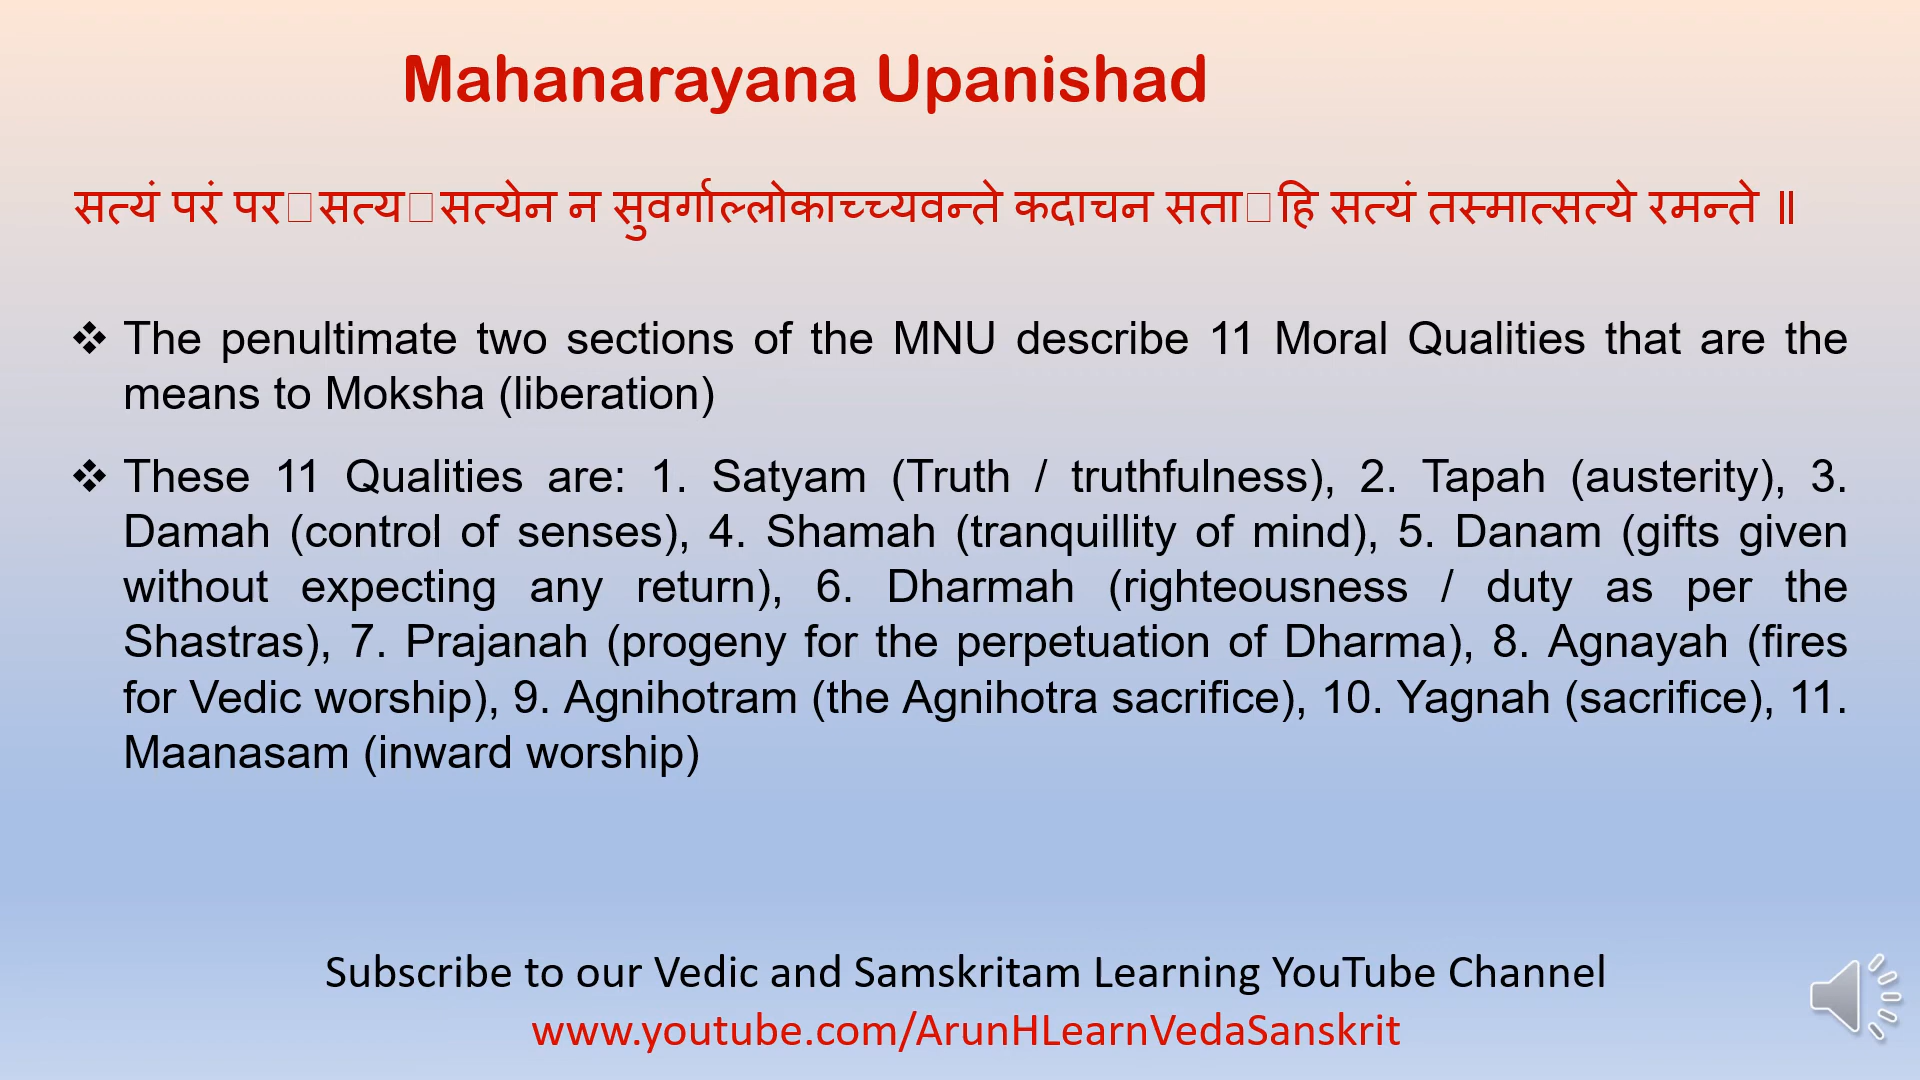 Mahanarayana Upanishad
सत्यं परं पर□सत्य□सत्येन न सुवर्गाल्लोकाच्च्यवन्ते कदाचन सता□हि सत्यं तस्मात्सत्ये रमन्ते ॥
❖ The penultimate two sections of the MNU describe 11 Moral Qualities that are the
means to Moksha (liberation)
❖ These 11 Qualities are: 1. Satyam (Truth / truthfulness), 2. Tapah (austerity), 3.
Damah (control of senses), 4. Shamah (tranquillity of mind), 5. Danam (gifts given
without expecting any return), 6. Dharmah (righteousness / duty as per the
Shastras), 7. Prajanah (progeny for the perpetuation of Dharma), 8. Agnayah (fires
for Vedic worship), 9. Agnihotram (the Agnihotra sacrifice), 10. Yagnah (sacrifice), 11.
Maanasam (inward worship)
Subscribe to our Vedic and Samskritam Learning YouTube Channel
www.youtube.com/ArunHLearnVedaSanskrit